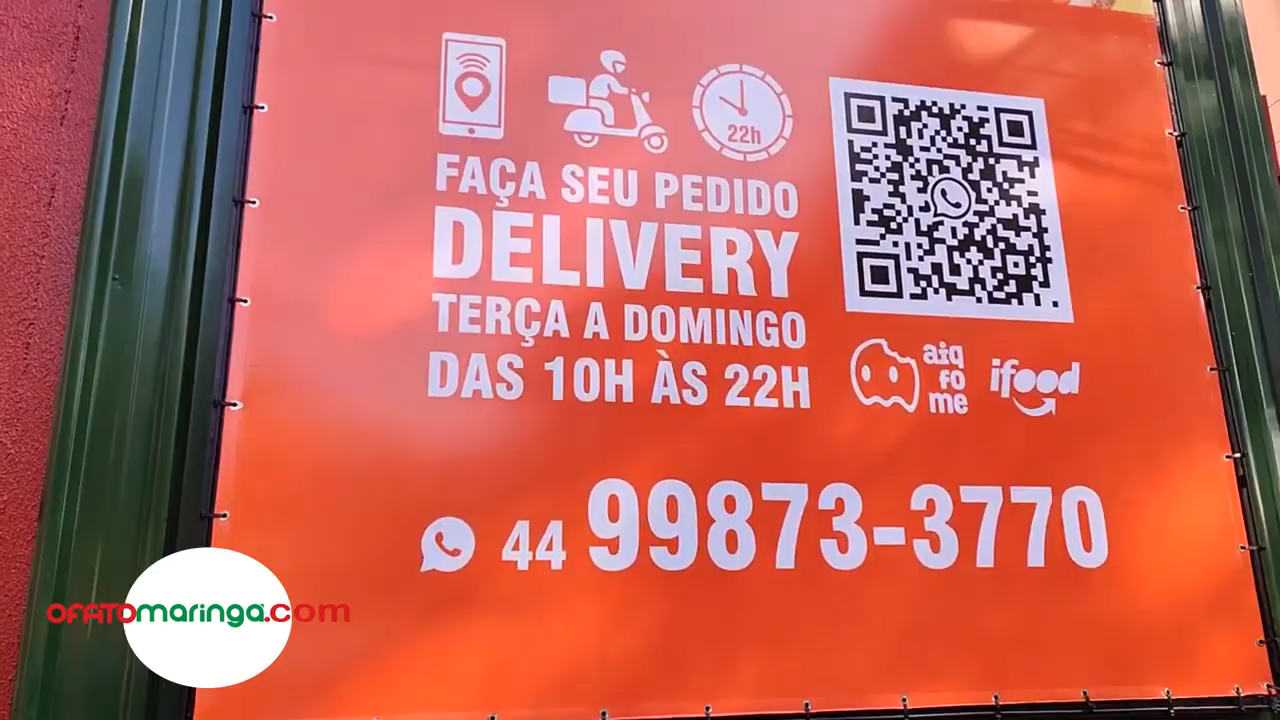 22h
FAÇA SEU PEDIDO
DELIVERY
TERÇA A DOMINGO
DAS 10H ÀS 22H
aiq
fo
me
ifood
44 99873-3770
OFATOmaringá.com